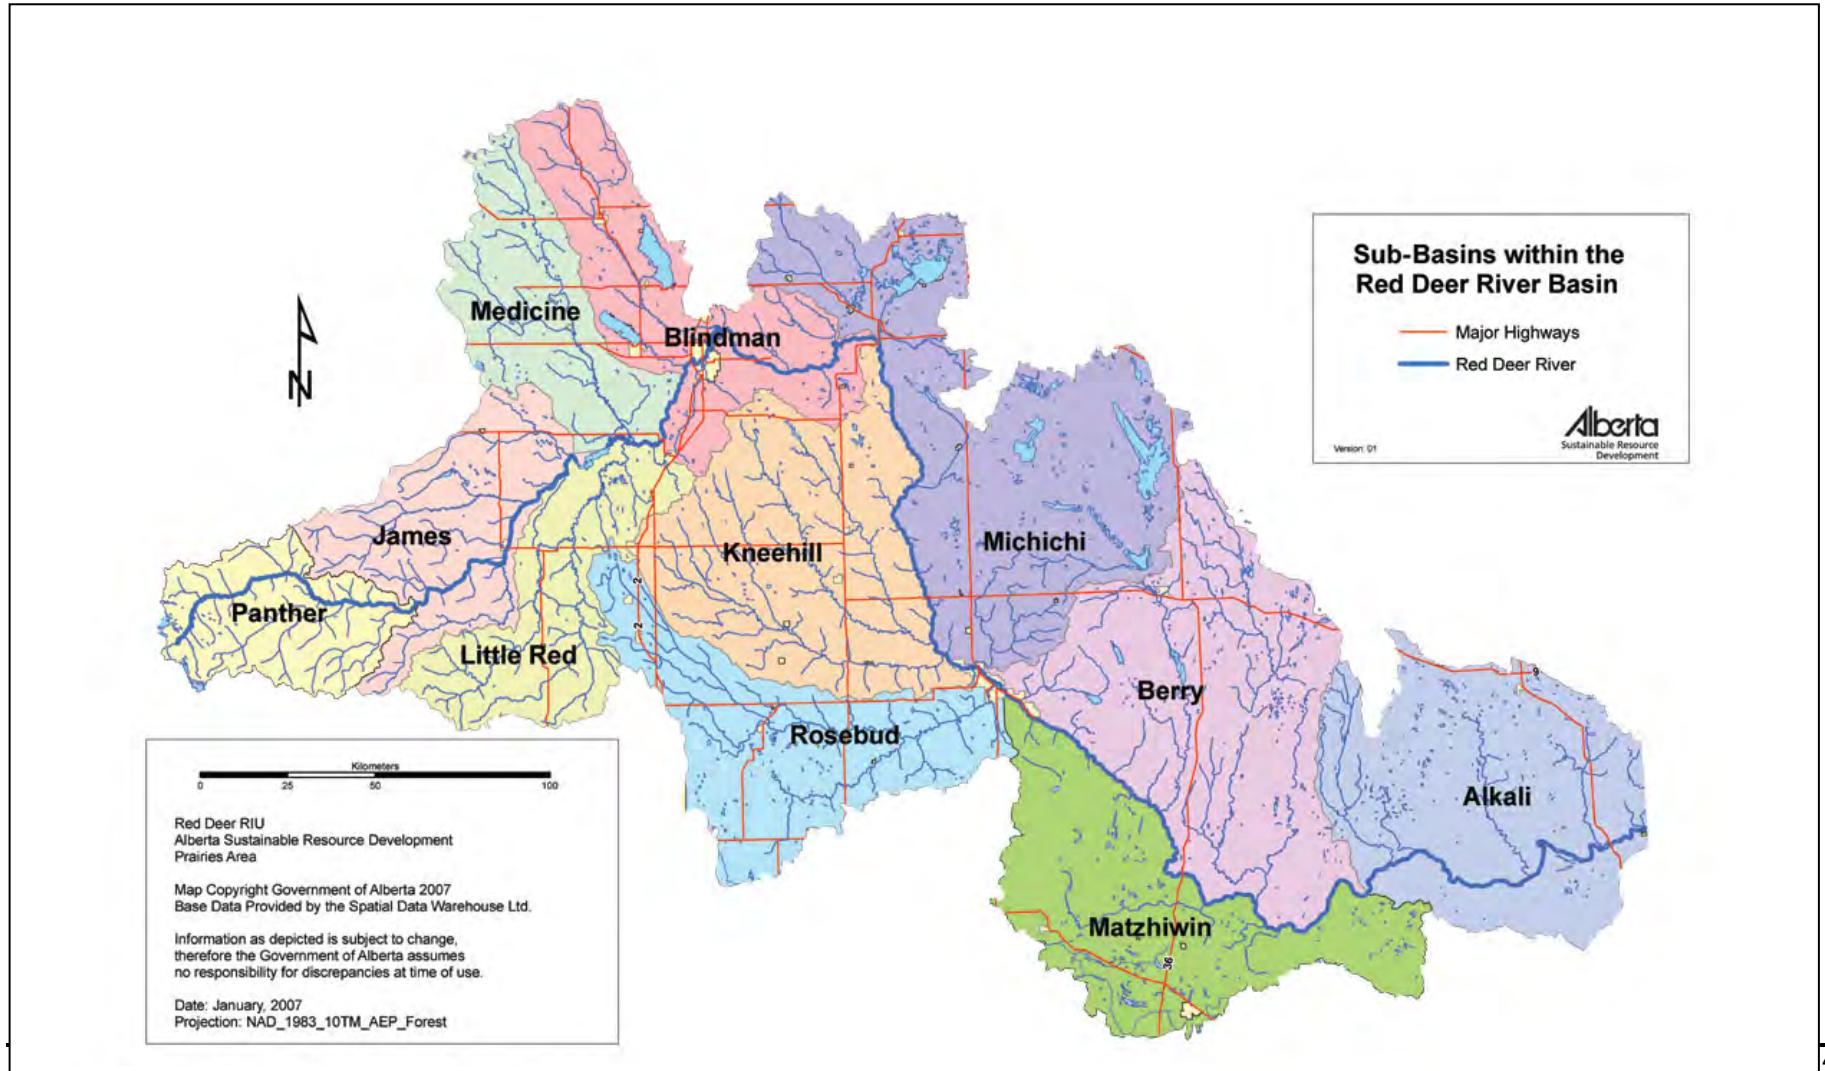 Sub-Basins within the
Red Deer River Basin
Major Highways
Red Deer River
Version: 01
Alberta
Sustainable Resource
Development
N
Medicine
Blindman
James
Kneehill
Michichi
Panther
Little Red
Berry
Rosebud
Alkali
Matzhiwin
2
2
9
36
Kilometers
0 25 50 100
Red Deer RIU
Alberta Sustainable Resource Development
Prairies Area
Map Copyright Government of Alberta 2007
Base Data Provided by the Spatial Data Warehouse Ltd.
Information as depicted is subject to change,
therefore the Government of Alberta assumes
no responsibility for discrepancies at time of use.
Date: January, 2007
Projection: NAD_1983_10TM_AEP_Forest